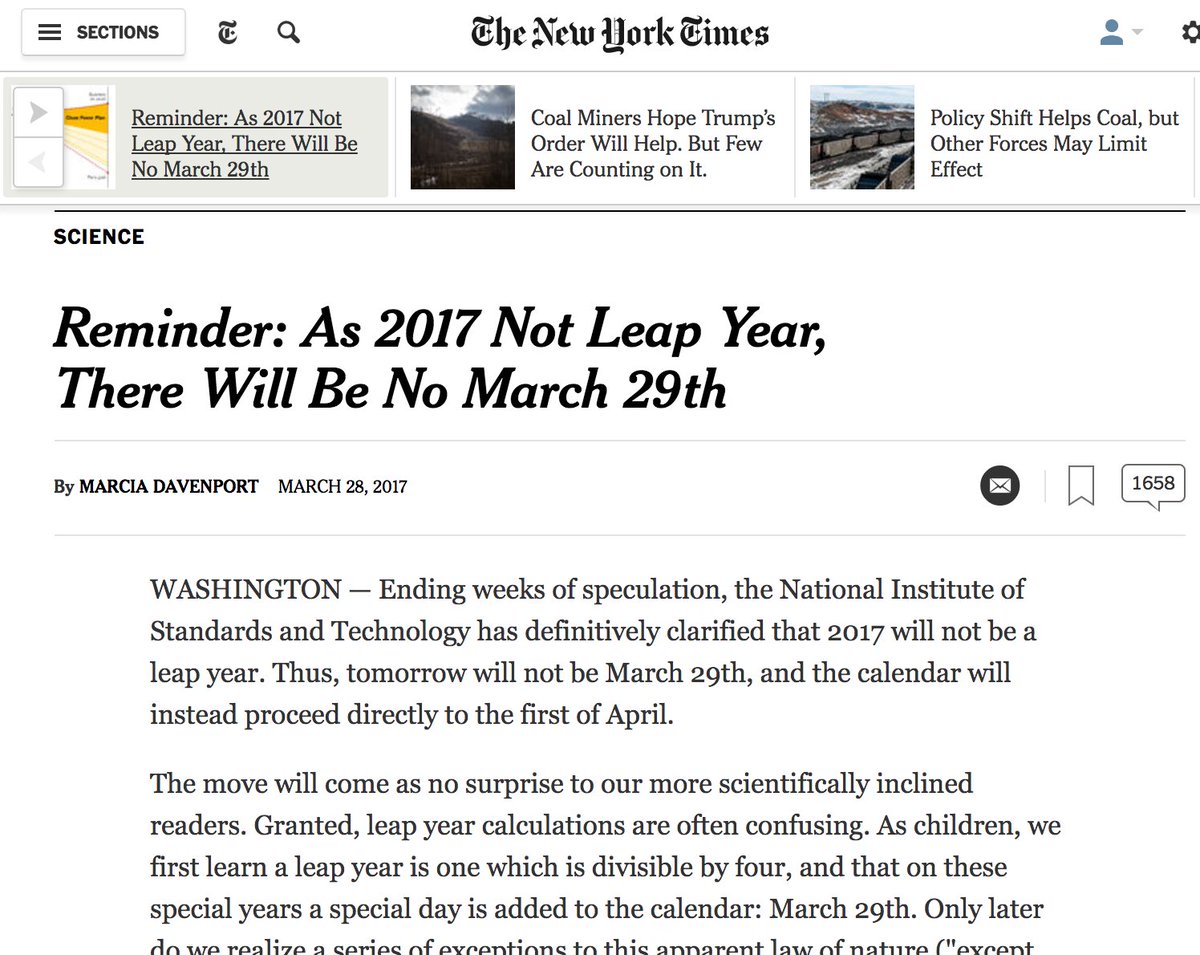 SECTIONS
The New York Times
Reminder: As 2017 Not
Leap Year, There Will Be
No March 29th
Coal Miners Hope Trump’s
Order Will Help. But Few
Are Counting on It.
Policy Shift Helps Coal, but
Other Forces May Limit
Effect
SCIENCE
Reminder: As 2017 Not Leap Year,
There Will Be No March 29th
By MARCIA DAVENPORT MARCH 28, 2017
1658
WASHINGTON — Ending weeks of speculation, the National Institute of
Standards and Technology has definitively clarified that 2017 will not be a
leap year. Thus, tomorrow will not be March 29th, and the calendar will
instead proceed directly to the first of April.
The move will come as no surprise to our more scientifically inclined
readers. Granted, leap year calculations are often confusing. As children, we
first learn a leap year is one which is divisible by four, and that on these
special years a special day is added to the calendar: March 29th. Only later
do we realize a series of exceptions to this apparent law of nature ("except